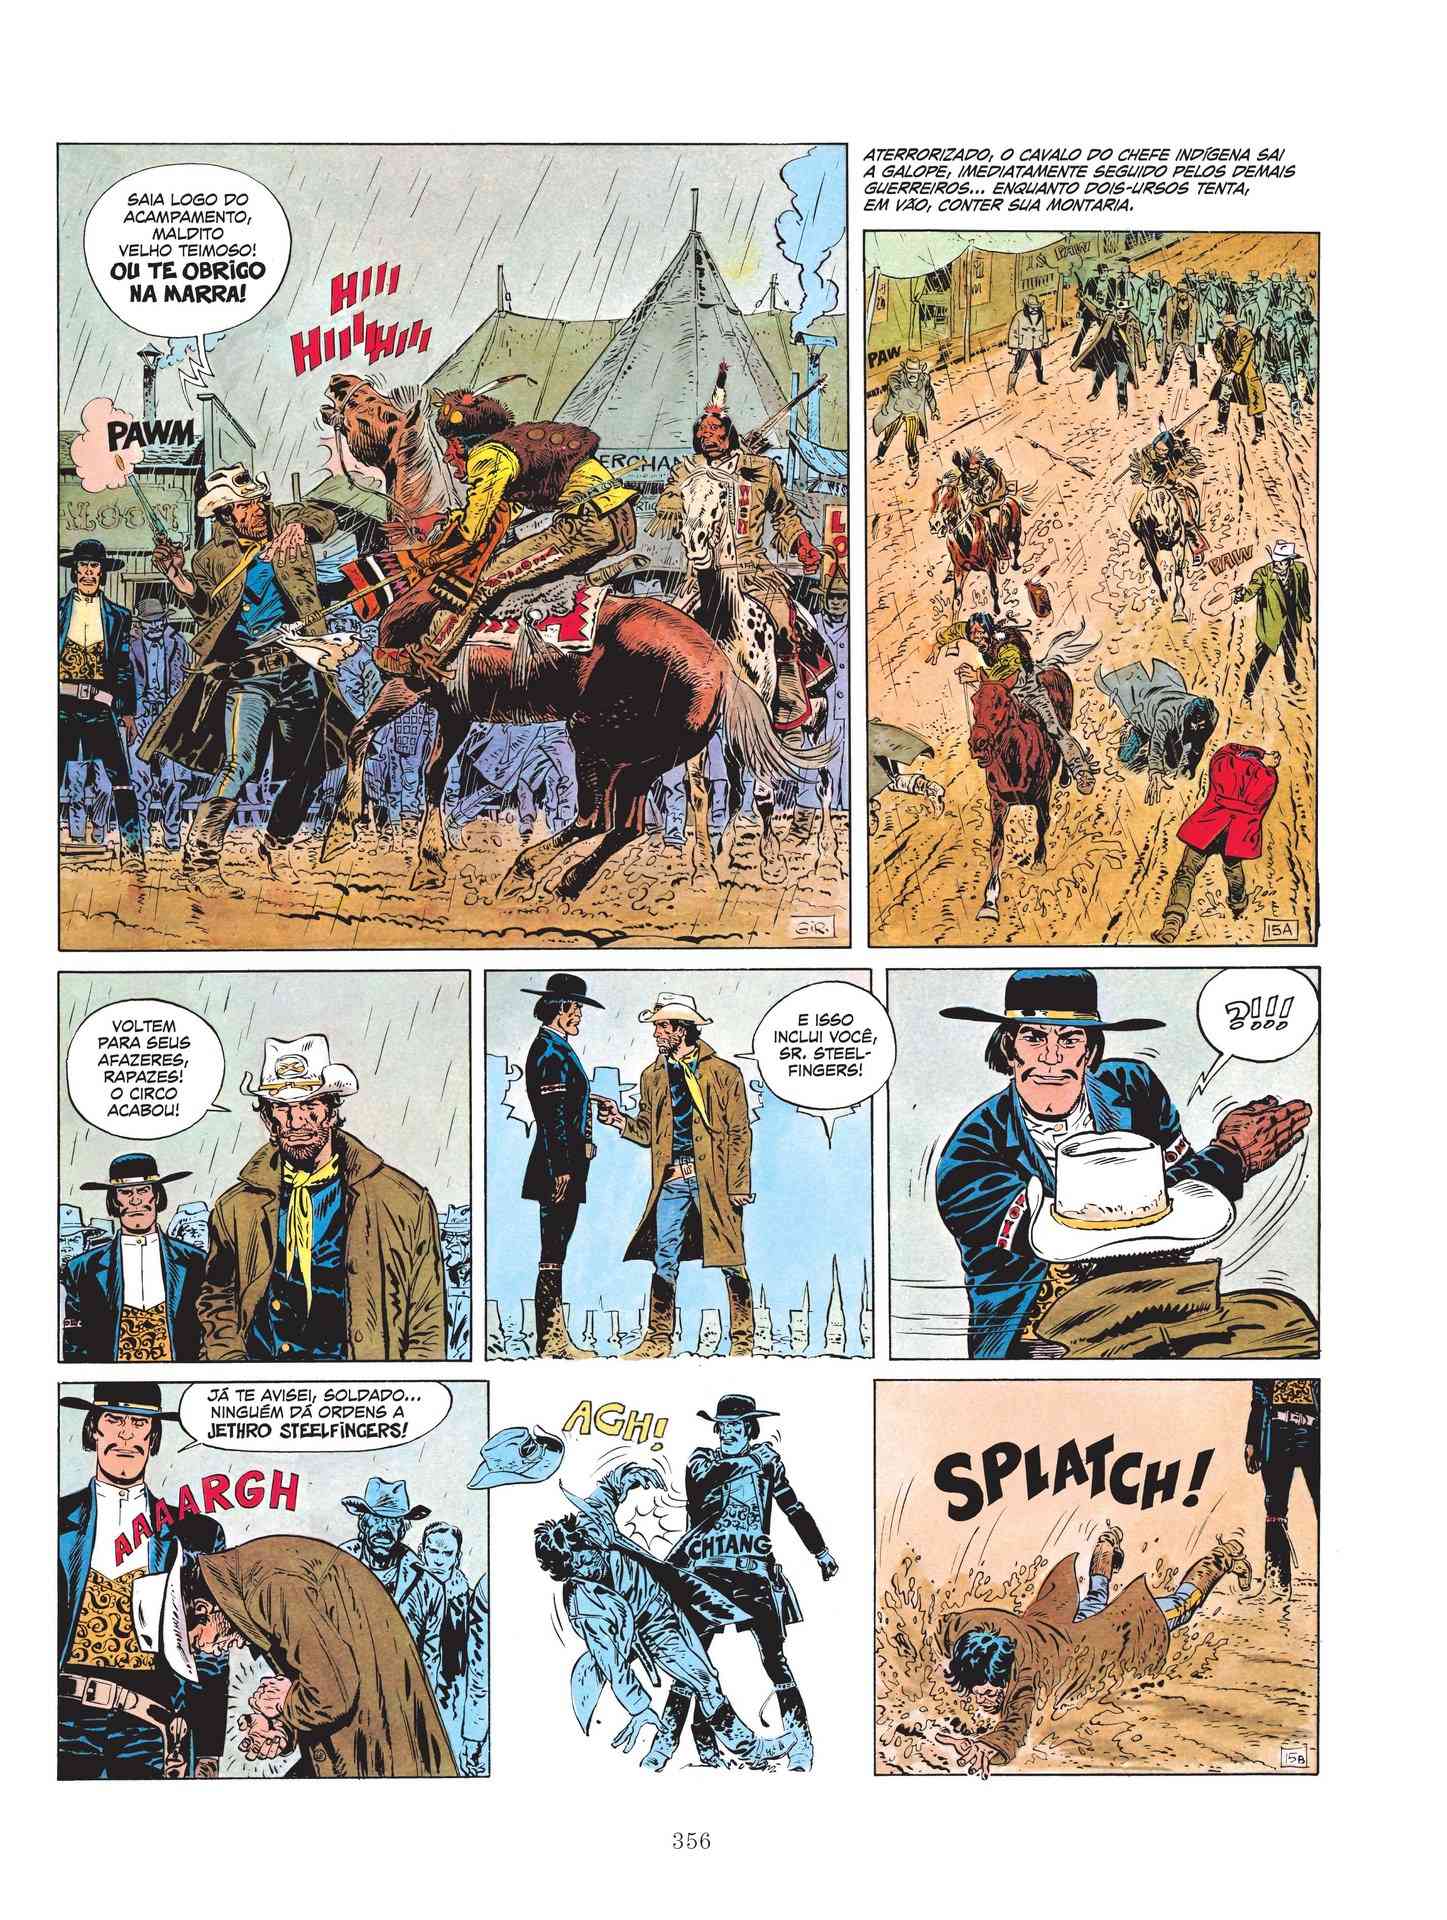 SAIA LOGO DO
ACAMPAMENTO,
MALDITO
VELHO TEIMOSO!
OU TE OBRIGO
NA MARRA!
HIII
HIIIIHIII
PAWM
ATERRORIZADO, O CAVALO DO CHEFE INDÍGENA SAI
A GALOPE, IMEDIATAMENTE SEGUIDO PELOS DEMAIS
GUERREIROS... ENQUANTO DOIS-URSOS TENTA,
EM VÃO, CONTER SUA MONTARIA.
PAW
PAW
PAW
GIR.
15A
VOLTEM
PARA SEUS
AFAZERES,
RAPAZES!
O CIRCO
ACABOU!
E ISSO
INCLUI VOCÊ,
SR. STEEL-
FINGERS!
?!!!...
JÁ TE AVISEI, SOLDADO...
NINGUÉM DÁ ORDENS A
JETHRO STEELFINGERS!
AAAARGH
AGH!
CHTANG
SPLATCH!
15B
356